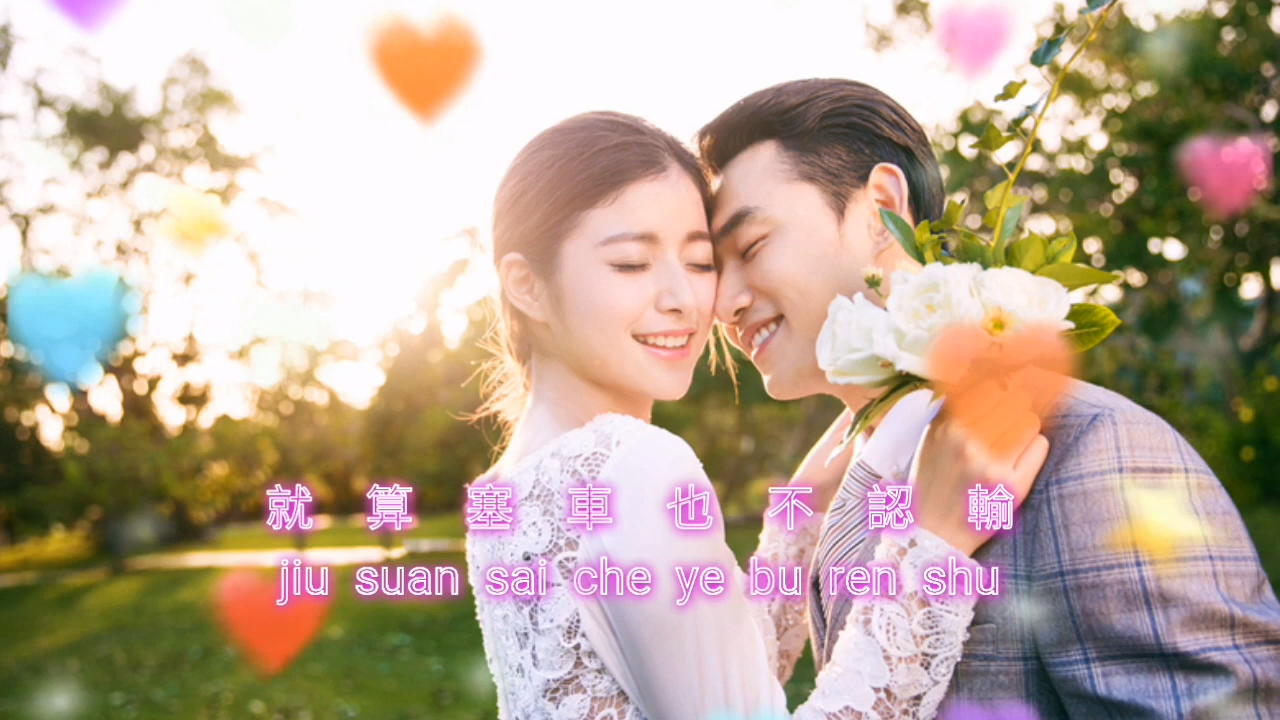 就 算 塞 車 也 不 認 輸
jiu suan sai che ye bu ren shu